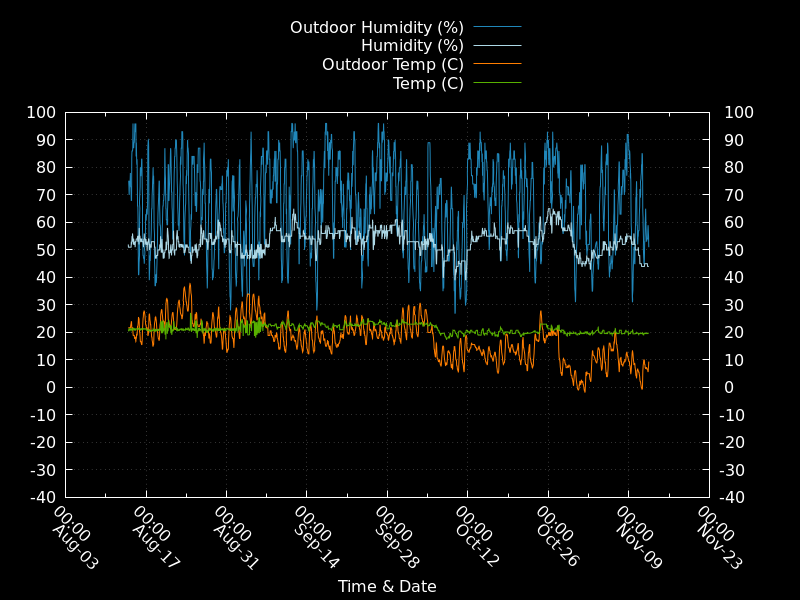 Outdoor Humidity (%)
Humidity (%)
Outdoor Temp (C)
Temp (C)
100 100
90 90
80 80
70 70
60 60
50 50
40 40
30 30
20 20
10 10
0 0
-10 -10
-20 -20
-30 -30
-40 -40
00:00 00:00 00:00 00:00 00:00 00:00 00:00 00:00 00:00
Aug-03 Aug-17 Aug-31 Sep-14 Sep-28 Oct-12 Oct-26 Nov-09 Nov-23
Time & Date